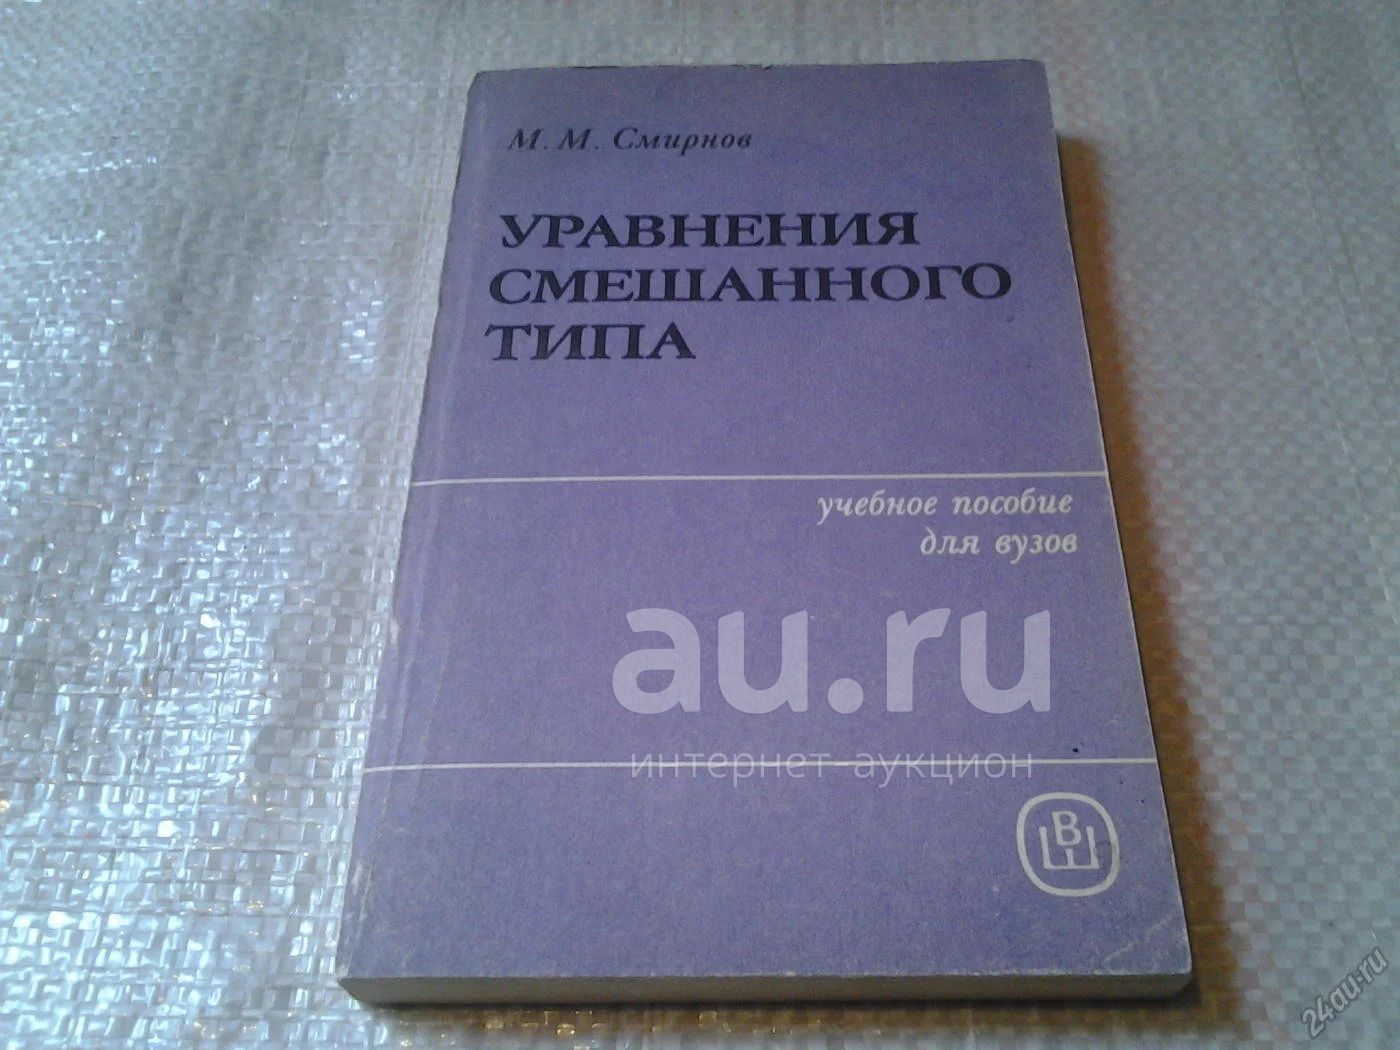 М. М. Смирнов
УРАВНЕНИЯ
СМЕШАННОГО
ТИПА
учебное пособие
для вузов
au.ru
интернет-аукцион
ВШ
24au.ru